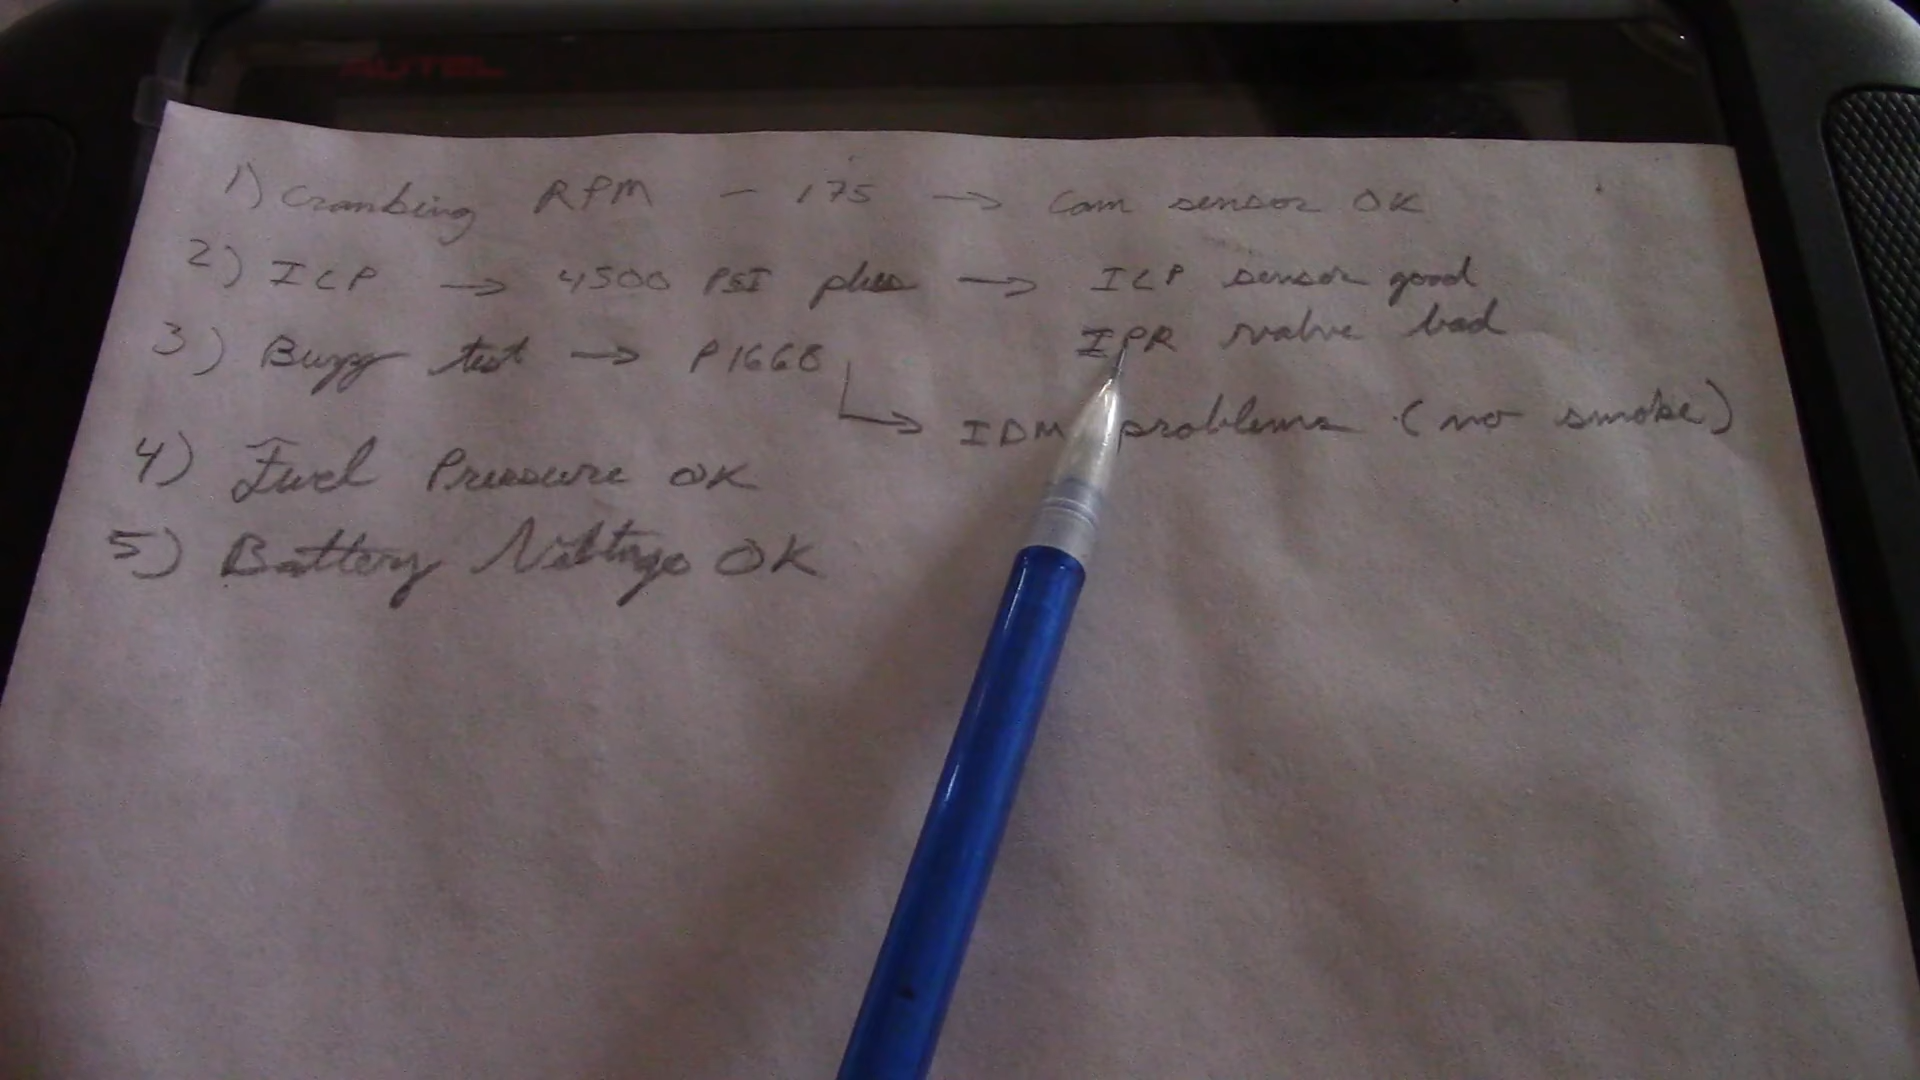 AUTEL
1) Cranking RPM – 175 → Cam sensor OK
2) ICP → 4500 PSI plus → ICP sensor good
IPR valve bad
3) Buzz test → P1668
↳ IDM problems (no smoke)
4) Fuel Pressure OK
5) Battery Voltage OK